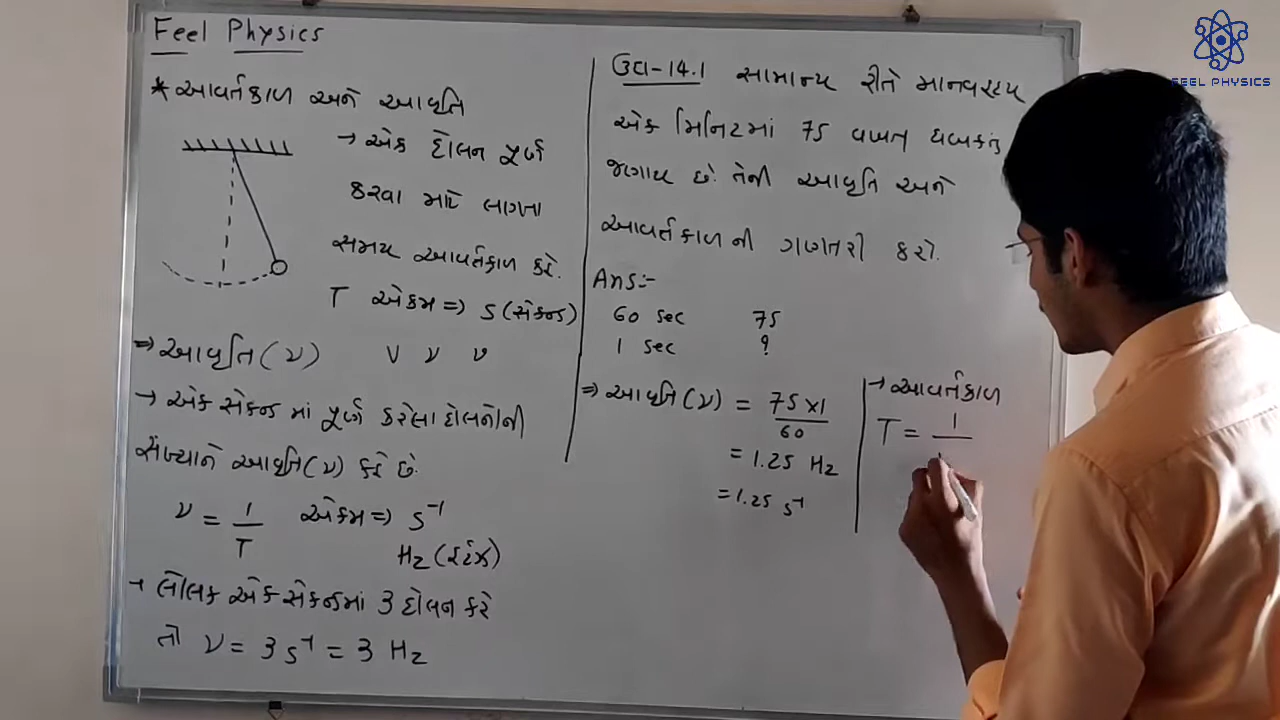 Feel Physics
* આવર્તકાળ અને આવૃતિ
→ એક દોલન પૂર્ણ
કરવા માટે લાગતા
સમય આવર્તકાળ કહે.
T એકમ => S (સેકન્ડ)
=> આવૃતિ (ν) ν ν ν
→ એક સેકન્ડ માં પૂર્ણ કરેલા દોલનોની
સંખ્યાને આવૃતિ (ν) કહે છે.
ν = 1/T એકમ => S⁻¹
Hz (હર્ટઝ)
→ લોલક એક સેકન્ડમાં 3 દોલન કરે
તો ν = 3 S⁻¹ = 3 Hz
ઉદા-14.1 સામાન્ય રીતે માનવહૃદય
એક મિનિટમાં 75 વખત ધબકતું
જણાય છે. તેની આવૃતિ અને
આવર્તકાળ ની ગણતરી કરો.
Ans:-
60 sec 75
1 sec ?
=> આવૃતિ (ν) = 75×1/60
= 1.25 Hz
= 1.25 S⁻¹
→ આવર્તકાળ
T = 1
FEEL PHYSICS